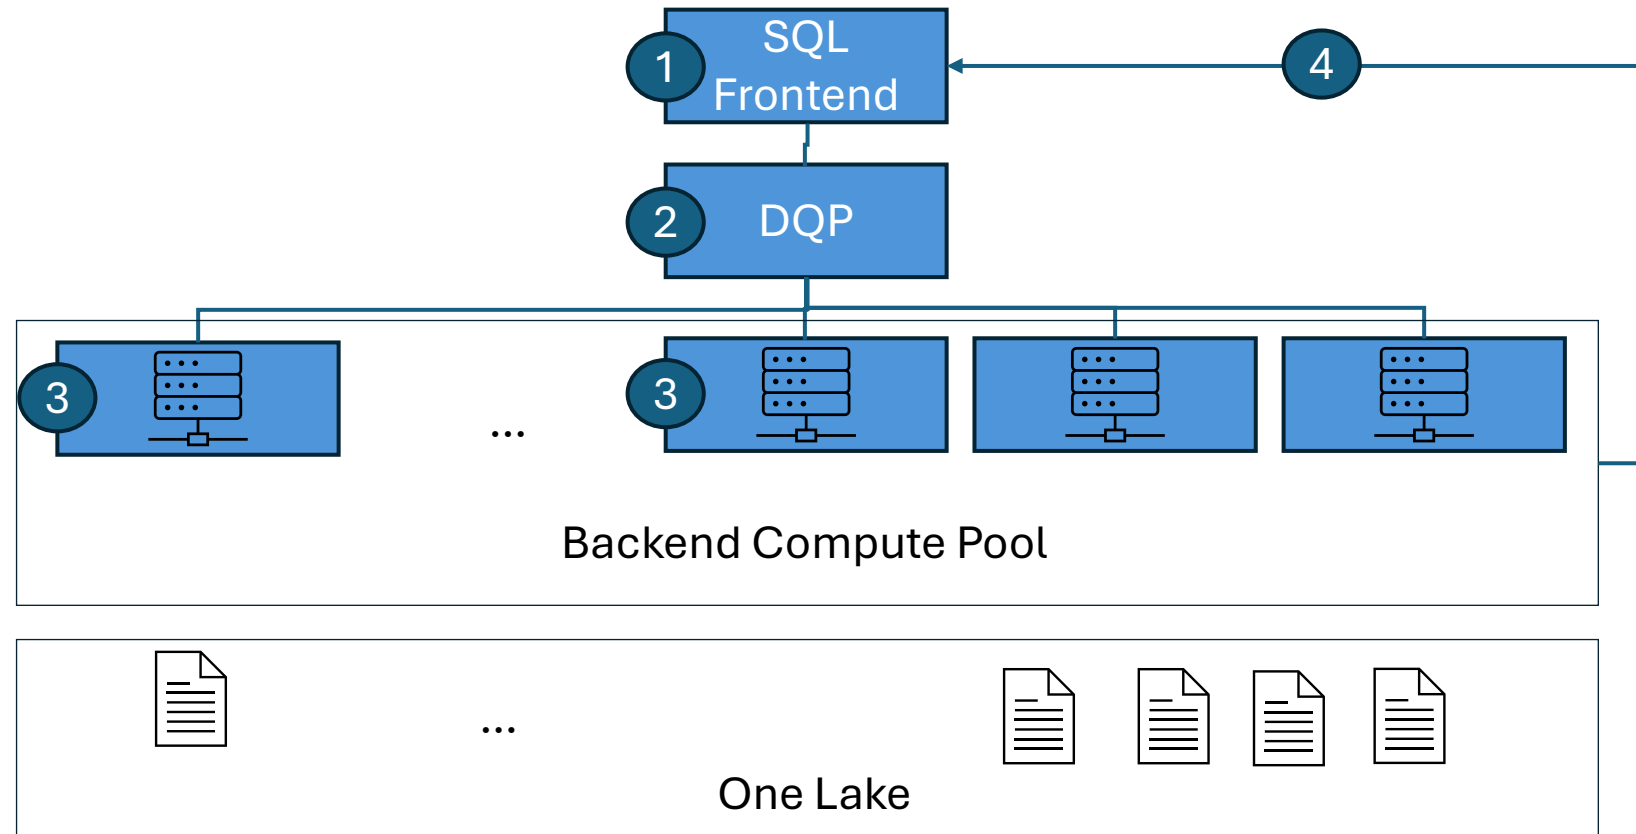 SQL
Frontend
1
4
DQP
2
3
...
3
Backend Compute Pool
...
One Lake